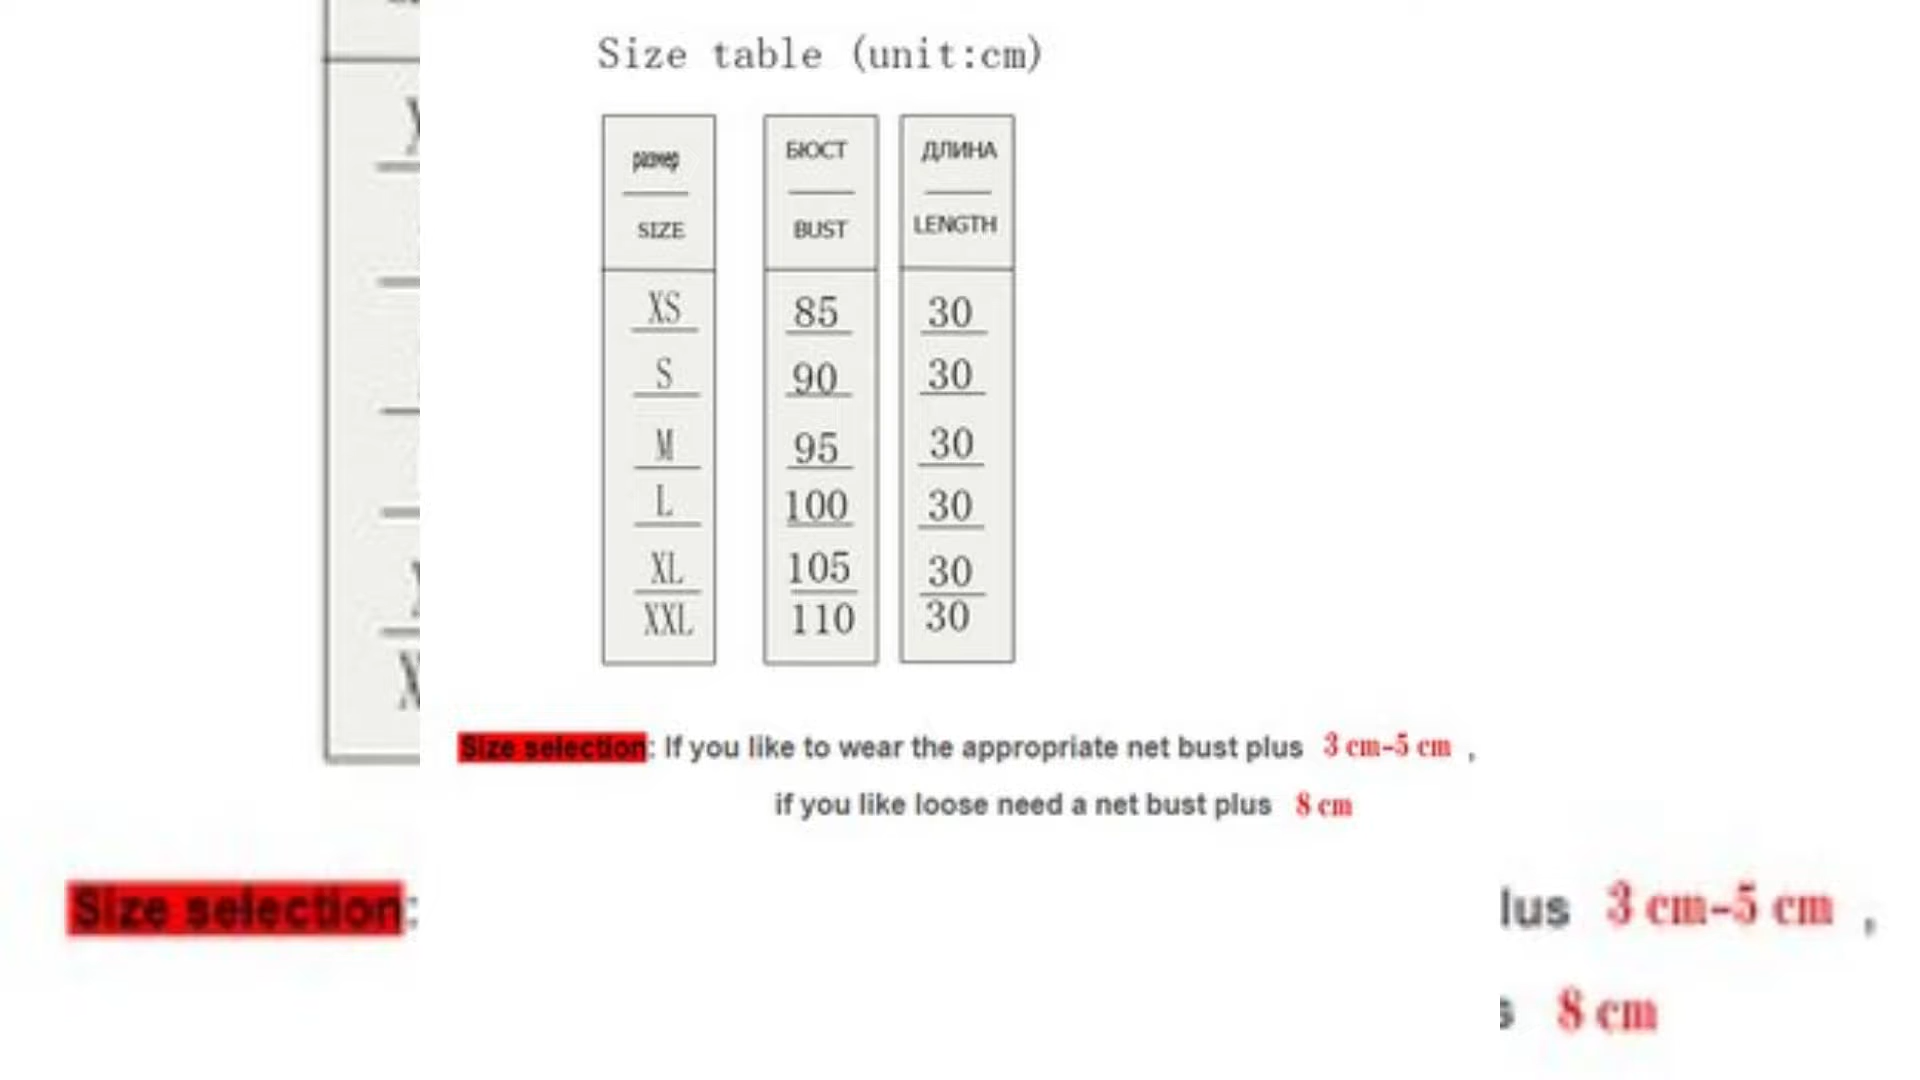 Size table (unit:cm)
размер БЮСТ ДЛИНА
SIZE BUST LENGTH
XS 85 30
S 90 30
M 95 30
L 100 30
XL 105 30
XXL 110 30
Size selection: If you like to wear the appropriate net bust plus 3 cm-5 cm ,
if you like loose need a net bust plus 8 cm
Size selection: lus 3 cm-5 cm ,
8 cm